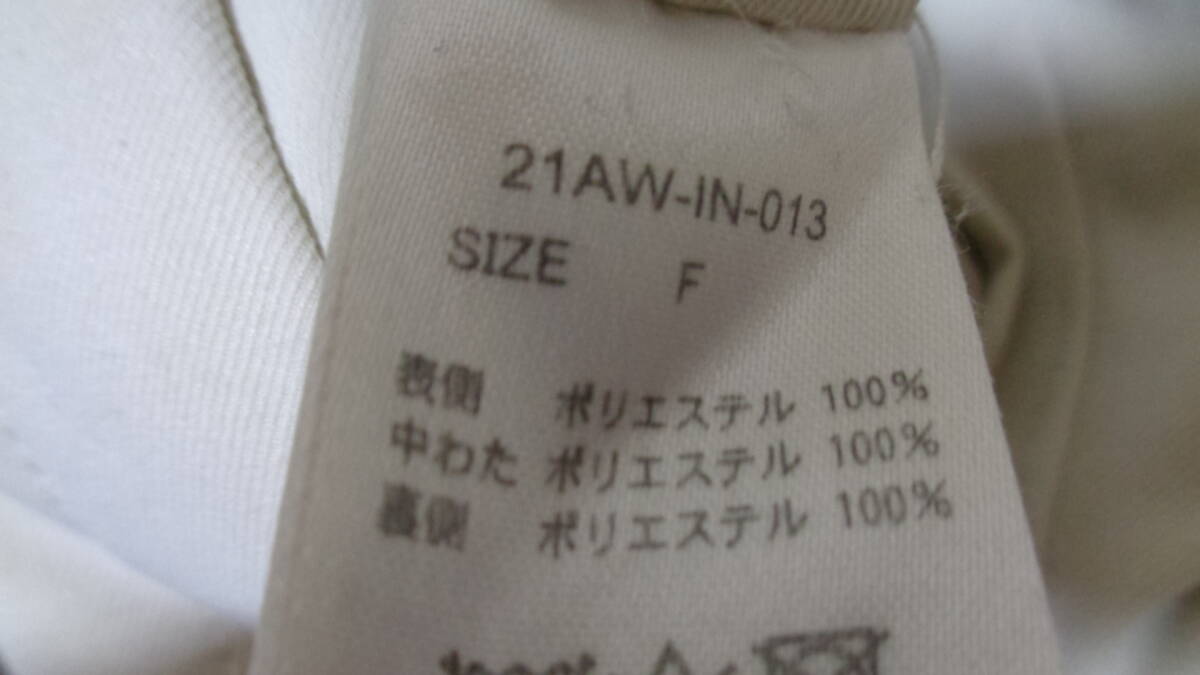 21AW-IN-013
SIZE F
表側 ポリエステル 100%
中わた ポリエステル 100%
裏側 ポリエステル 100%